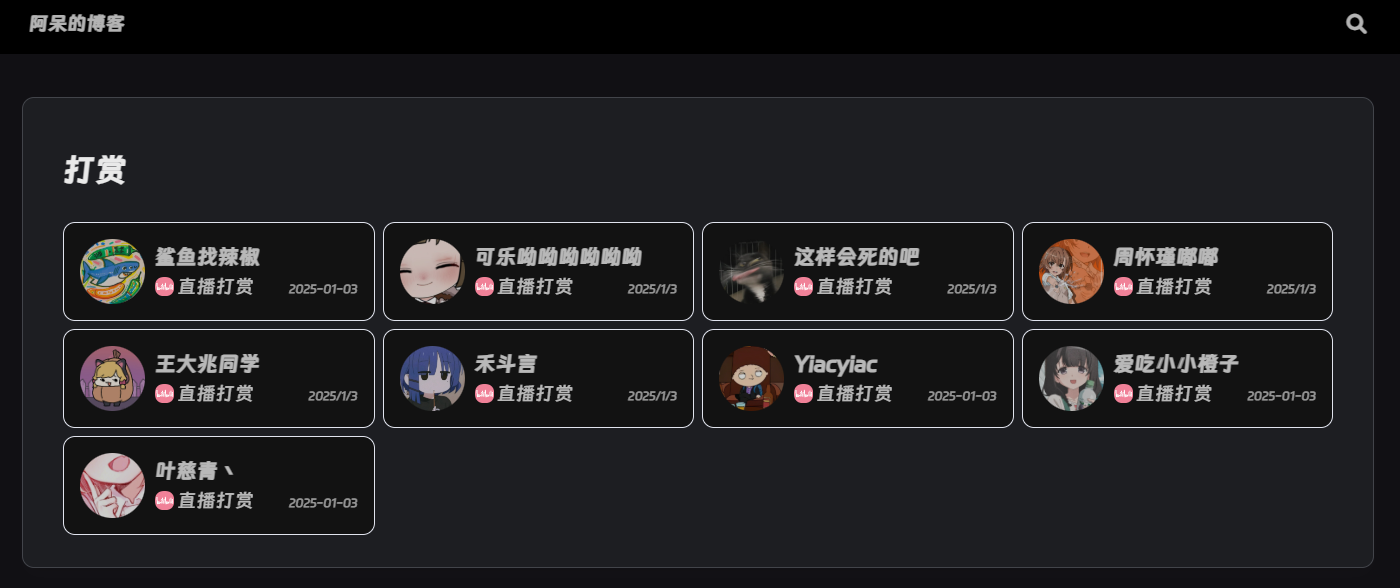 阿呆的博客
打赏
鲨鱼找辣椒
直播打赏 2025-01-03
可乐呦呦呦呦呦呦
直播打赏 2025/1/3
这样会死的吧
直播打赏 2025/1/3
周怀瑾嘟嘟
直播打赏 2025/1/3
王大兆同学
直播打赏 2025/1/3
禾斗言
直播打赏 2025/1/3
Yiacyiac
直播打赏 2025-01-03
爱吃小小橙子
直播打赏 2025-01-03
叶慈青丶
直播打赏 2025-01-03